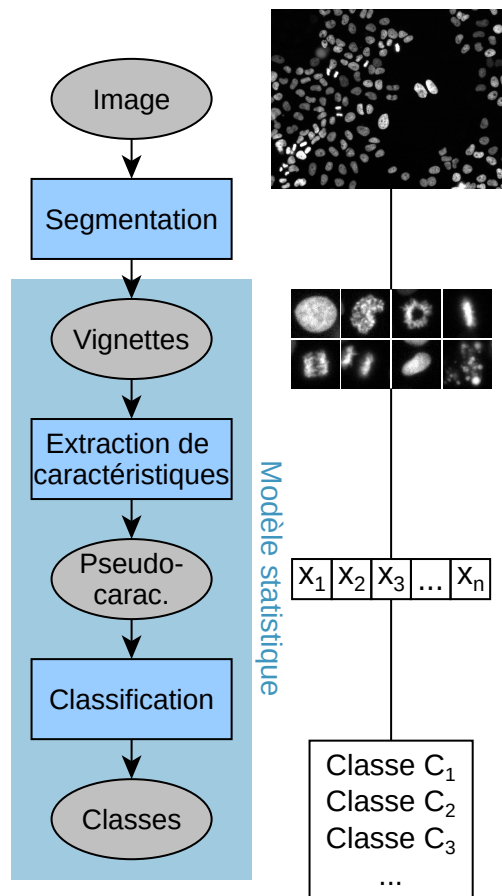 Image
Segmentation
Vignettes
Extraction de
caractéristiques
Pseudo-
carac.
Classification
Classes
Modèle statistique
x₁ x₂ x₃ ... xₙ
Classe C₁
Classe C₂
Classe C₃
...